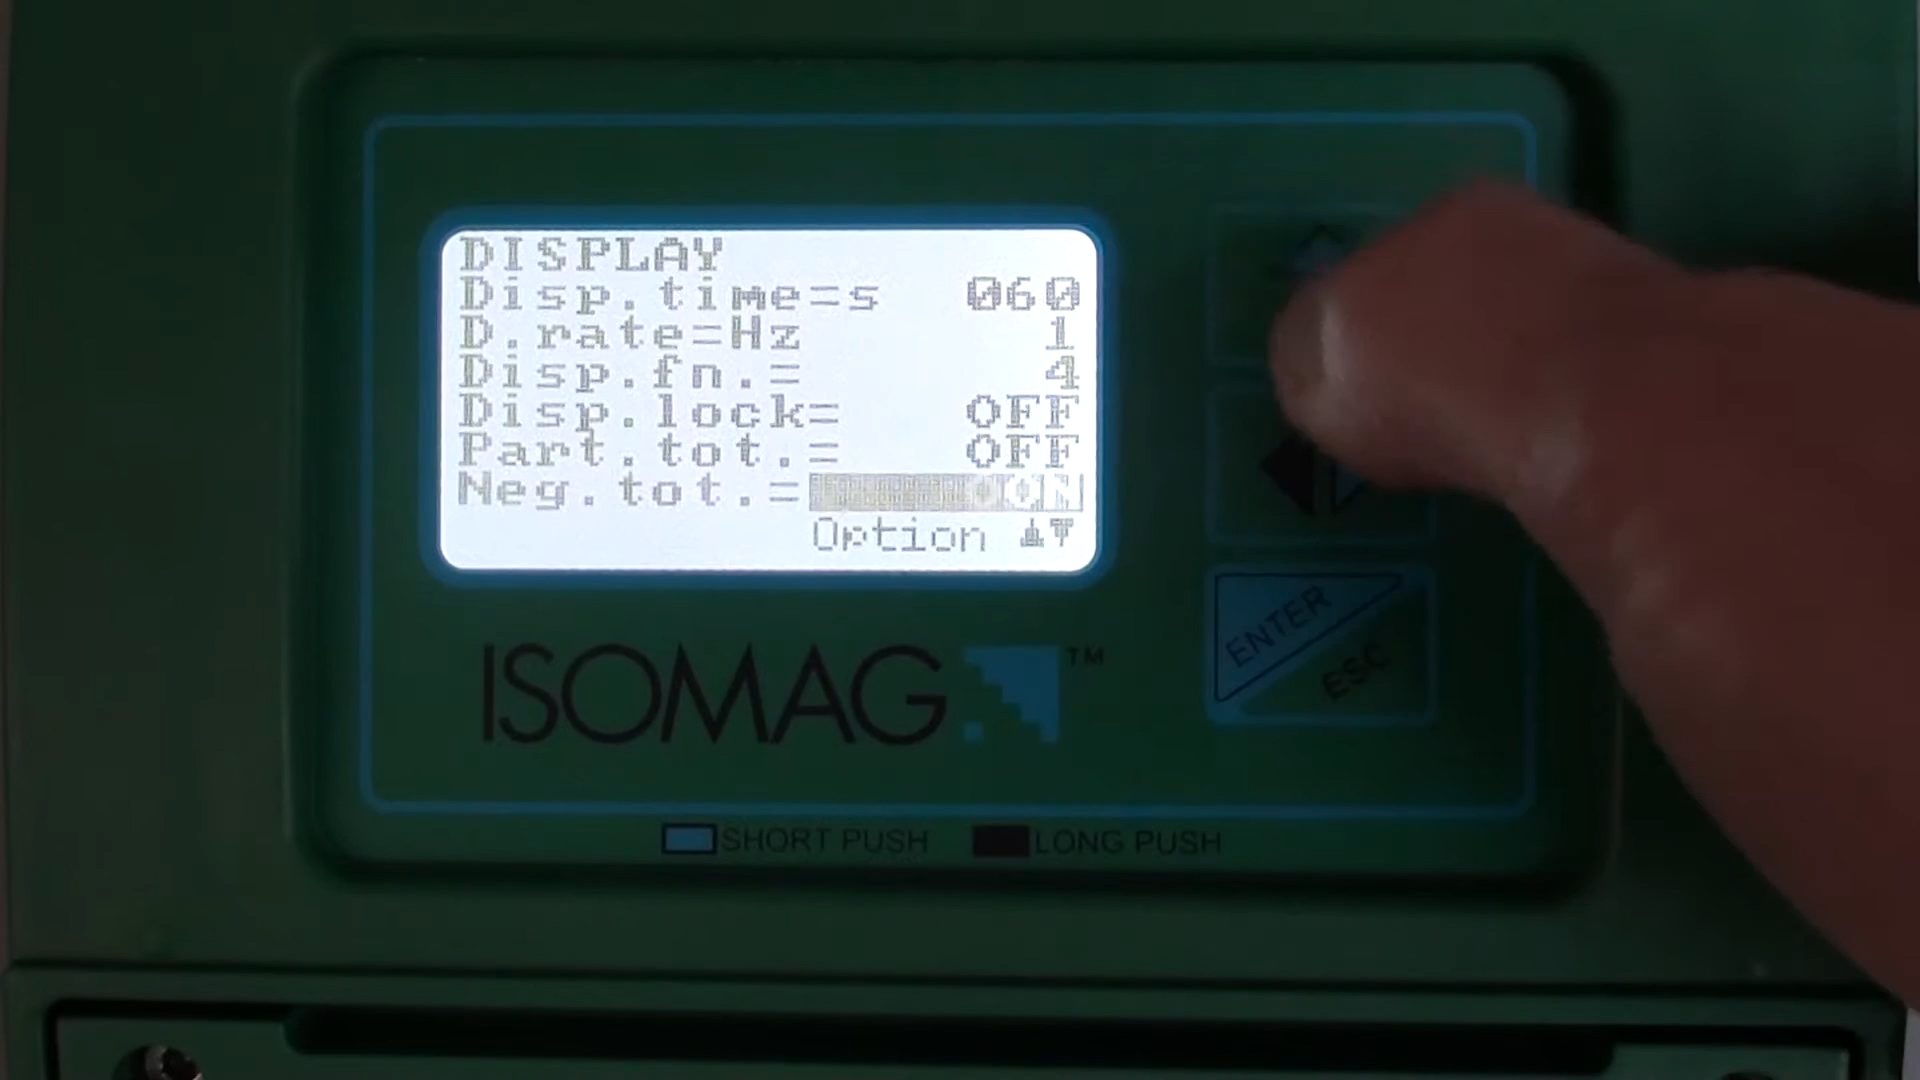 DISPLAY
Disp.time=s 060
D.rate=Hz 1
Disp.fn.= 4
Disp.lock= OFF
Part.tot.= OFF
Neg.tot.= ON
Option
ISOMAG ™
ENTER
ESC
SHORT PUSH LONG PUSH